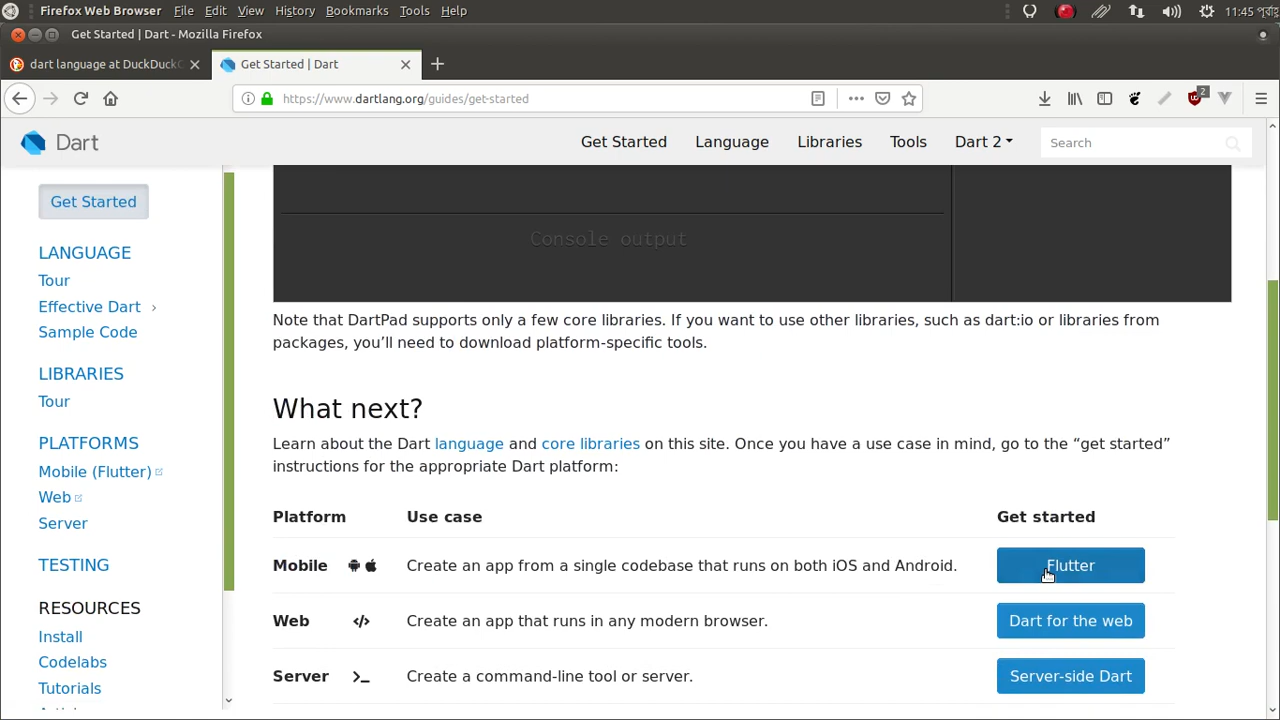 Firefox Web Browser File Edit View History Bookmarks Tools Help 11:45
Get Started | Dart - Mozilla Firefox
dart language at DuckDuck
Get Started | Dart
https://www.dartlang.org/guides/get-started
2
Dart Get Started Language Libraries Tools Dart 2 Search
Get Started
LANGUAGE
Tour
Effective Dart
Sample Code
LIBRARIES
Tour
PLATFORMS
Mobile (Flutter)
Web
Server
TESTING
RESOURCES
Install
Codelabs
Tutorials
Console output
Note that DartPad supports only a few core libraries. If you want to use other libraries, such as dart:io or libraries from
packages, you’ll need to download platform-specific tools.
What next?
Learn about the Dart language and core libraries on this site. Once you have a use case in mind, go to the “get started”
instructions for the appropriate Dart platform:
Platform Use case Get started
Mobile Create an app from a single codebase that runs on both iOS and Android. Flutter
Web </> Create an app that runs in any modern browser. Dart for the web
Server >_ Create a command-line tool or server. Server-side Dart